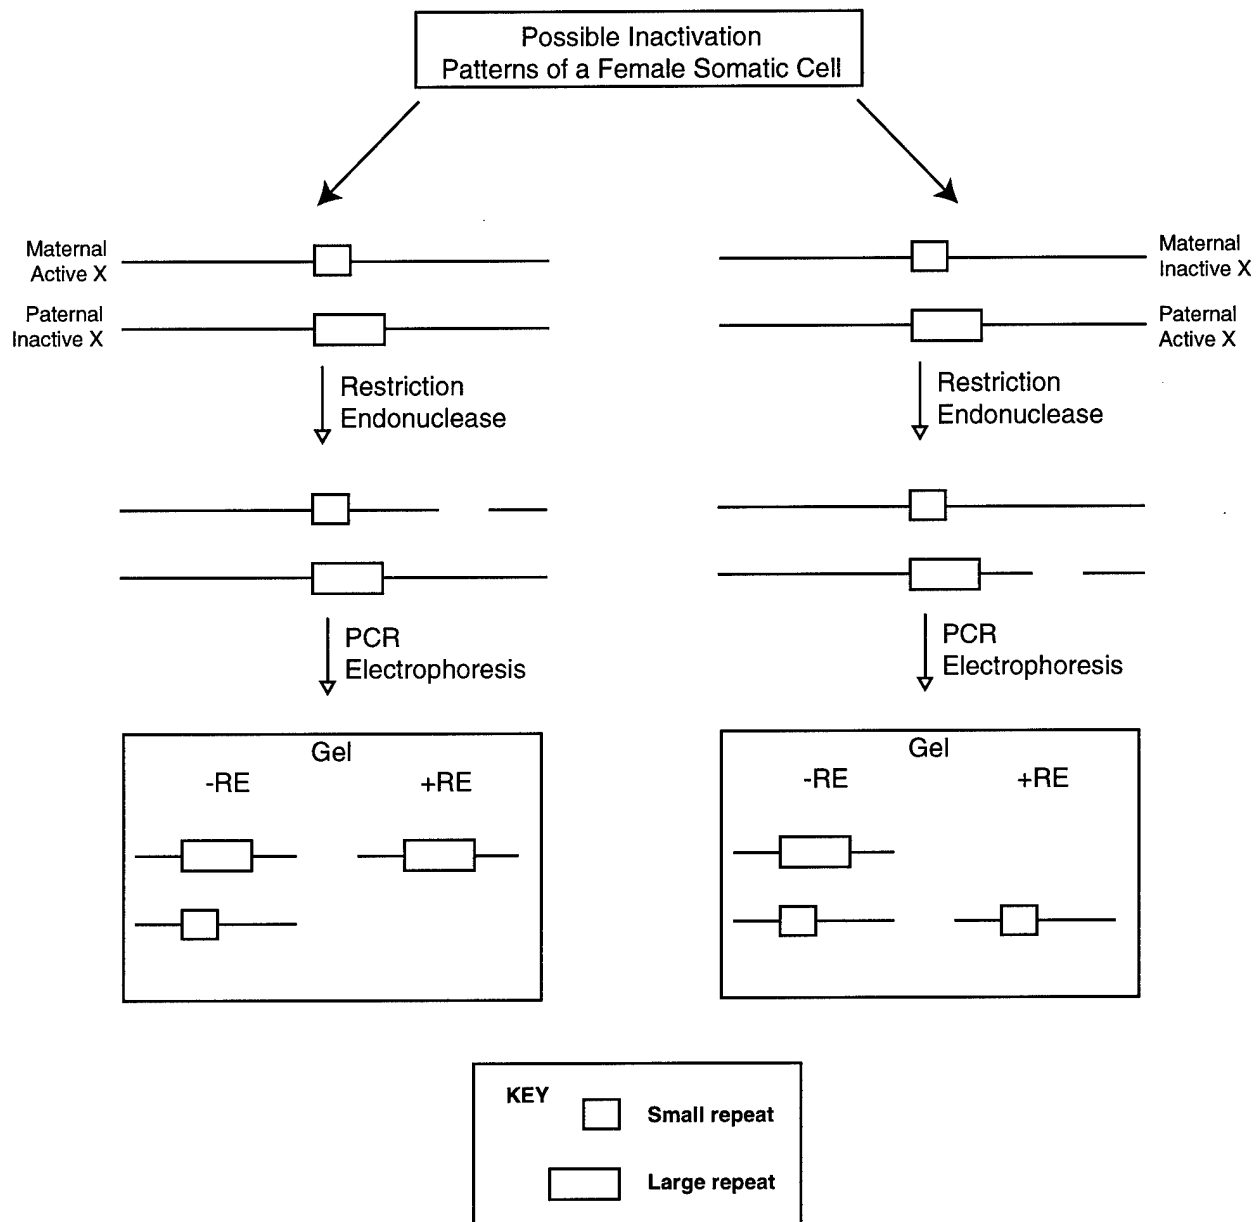 Possible Inactivation
Patterns of a Female Somatic Cell
Maternal
Active X
Paternal
Inactive X
Maternal
Inactive X
Paternal
Active X
Restriction
Endonuclease
Restriction
Endonuclease
PCR
Electrophoresis
PCR
Electrophoresis
Gel
-RE +RE
Gel
-RE +RE
KEY
Small repeat
Large repeat